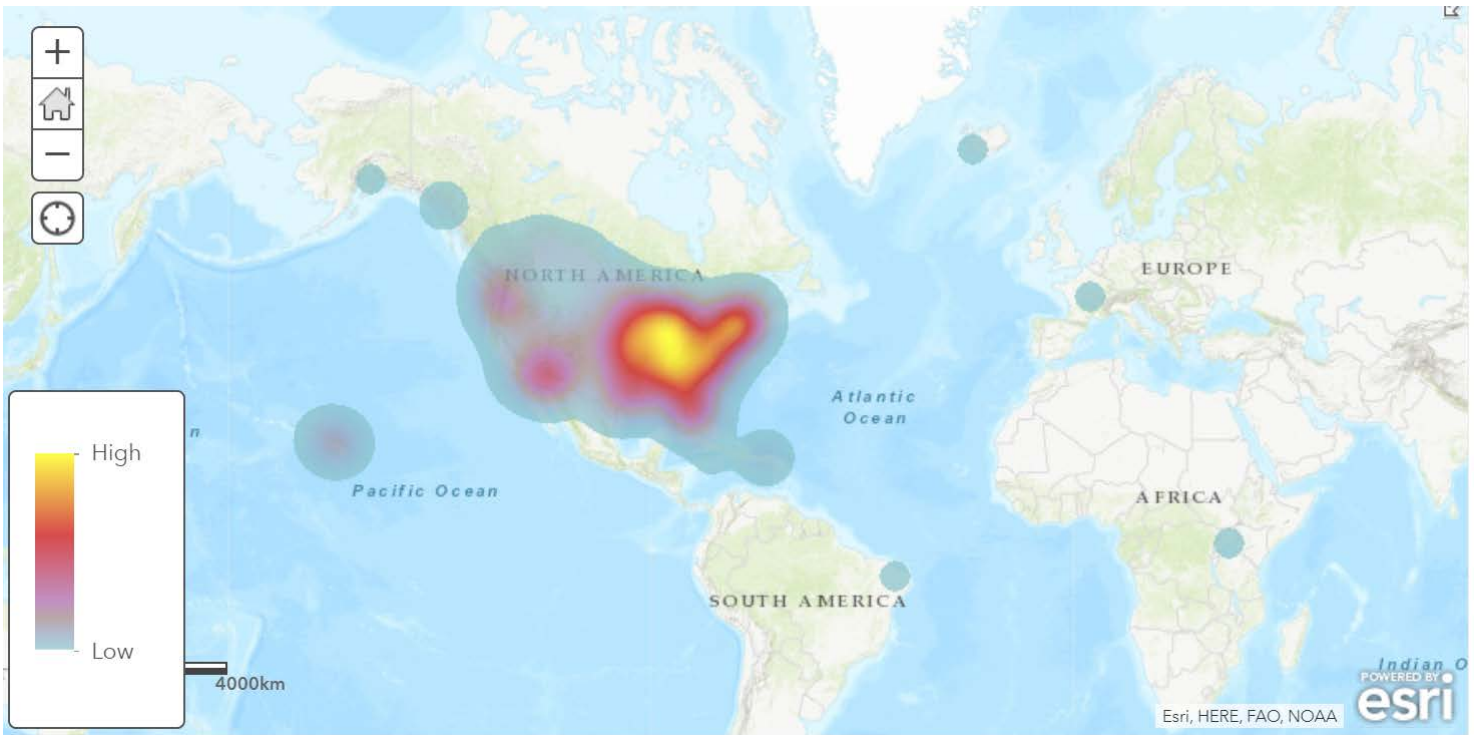 +
−
NORTH AMERICA
EUROPE
Atlantic
Ocean
n
High
Pacific Ocean
AFRICA
SOUTH AMERICA
Low
4000km
Indian O
POWERED BY
esri
Esri, HERE, FAO, NOAA